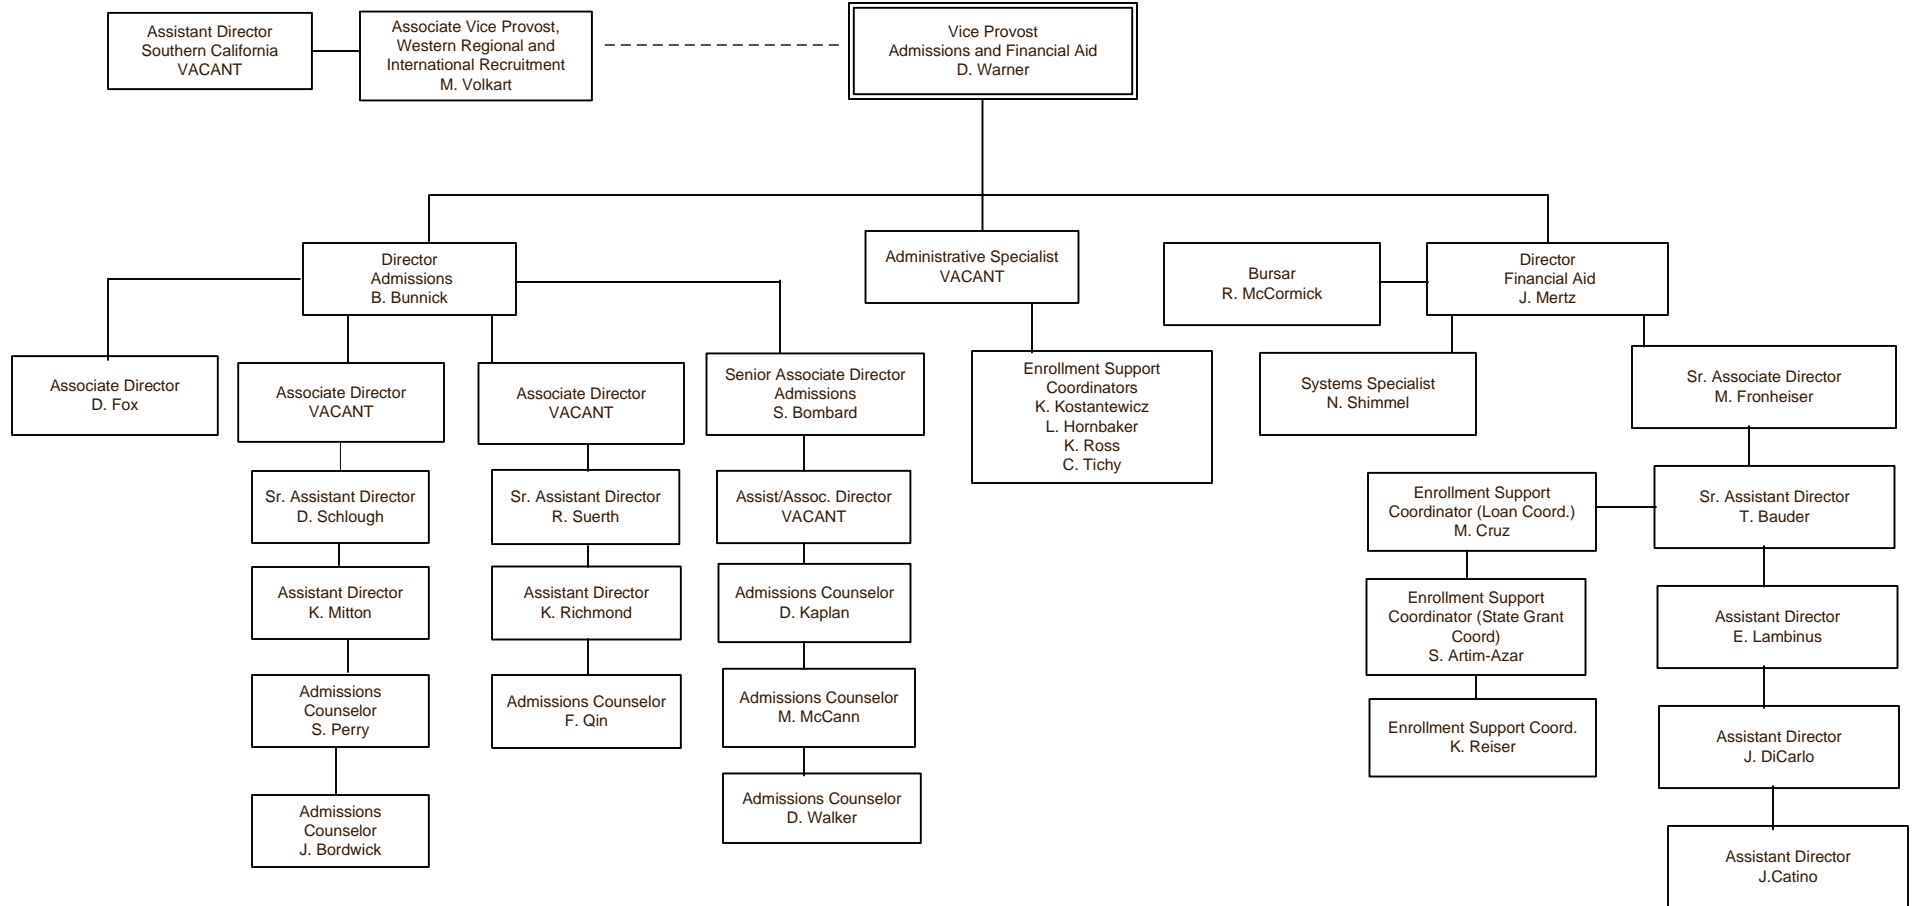 Assistant Director
Southern California
VACANT
Associate Vice Provost,
Western Regional and
International Recruitment
M. Volkart
Vice Provost
Admissions and Financial Aid
D. Warner
Director
Admissions
B. Bunnick
Administrative Specialist
VACANT
Bursar
R. McCormick
Director
Financial Aid
J. Mertz
Associate Director
D. Fox
Associate Director
VACANT
Associate Director
VACANT
Senior Associate Director
Admissions
S. Bombard
Enrollment Support
Coordinators
K. Kostantewicz
L. Hornbaker
K. Ross
C. Tichy
Systems Specialist
N. Shimmel
Sr. Associate Director
M. Fronheiser
Sr. Assistant Director
D. Schlough
Sr. Assistant Director
R. Suerth
Assist/Assoc. Director
VACANT
Enrollment Support
Coordinator (Loan Coord.)
M. Cruz
Sr. Assistant Director
T. Bauder
Assistant Director
K. Mitton
Assistant Director
K. Richmond
Admissions Counselor
D. Kaplan
Enrollment Support
Coordinator (State Grant
Coord)
S. Artim-Azar
Assistant Director
E. Lambinus
Admissions
Counselor
S. Perry
Admissions Counselor
F. Qin
Admissions Counselor
M. McCann
Enrollment Support Coord.
K. Reiser
Assistant Director
J. DiCarlo
Admissions
Counselor
J. Bordwick
Admissions Counselor
D. Walker
Assistant Director
J.Catino